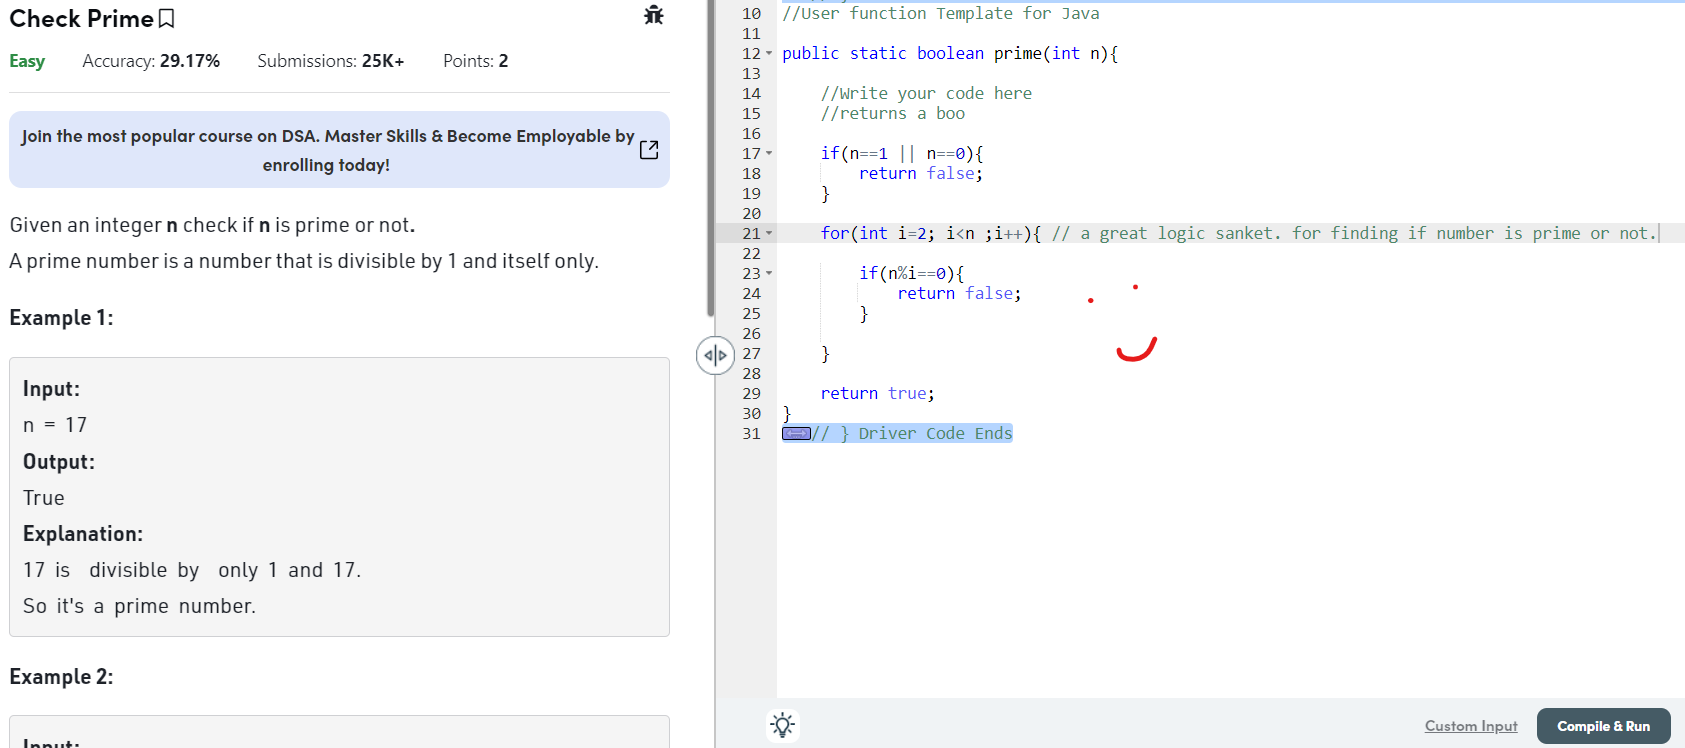 Check Prime
Easy Accuracy: 29.17% Submissions: 25K+ Points: 2
Join the most popular course on DSA. Master Skills & Become Employable by
enrolling today!
Given an integer n check if n is prime or not.
A prime number is a number that is divisible by 1 and itself only.
Example 1:
Input:
n = 17
Output:
True
Explanation:
17 is divisible by only 1 and 17.
So it's a prime number.
Example 2:
Input:
10 //User function Template for Java
11
12 public static boolean prime(int n){
13
14 //Write your code here
15 //returns a boo
16
17 if(n==1 || n==0){
18 return false;
19 }
20
21 for(int i=2; i<n ;i++){ // a great logic sanket. for finding if number is prime or not.
22
23 if(n%i==0){
24 return false;
25 }
26
27 }
28
29 return true;
30 }
31 // } Driver Code Ends
Custom Input Compile & Run